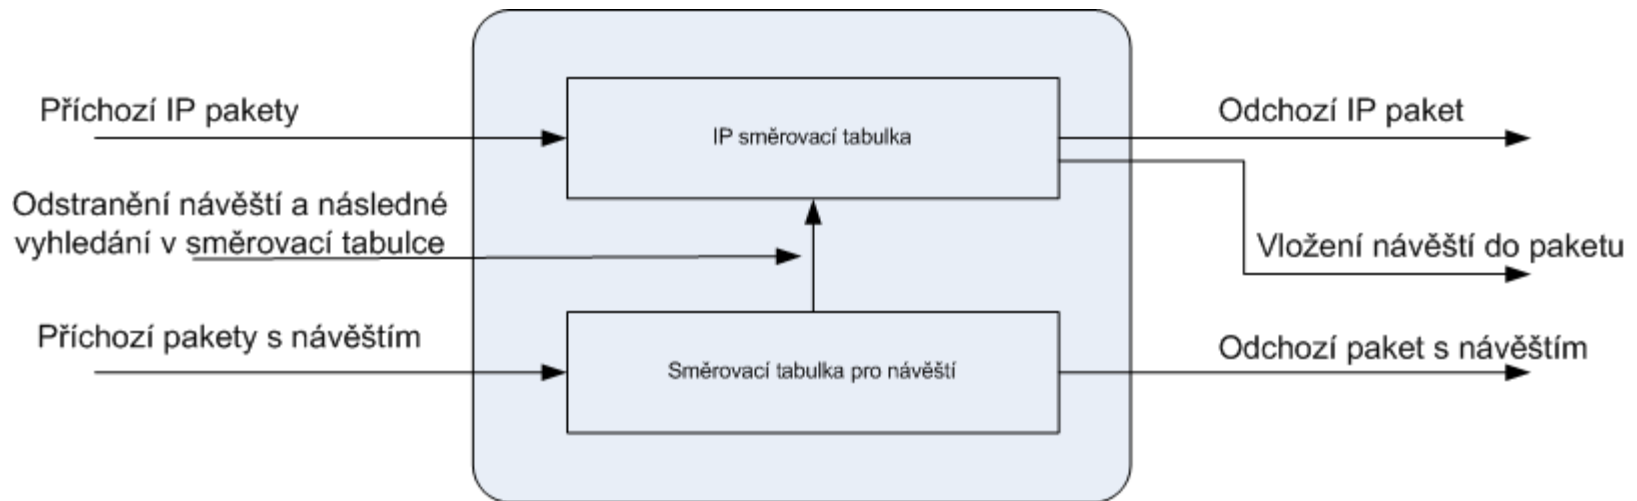 Příchozí IP pakety
IP směrovací tabulka
Odchozí IP paket
Odstranění návěští a následné
vyhledání v směrovací tabulce
Vložení návěští do paketu
Příchozí pakety s návěštím
Směrovací tabulka pro návěští
Odchozí paket s návěštím